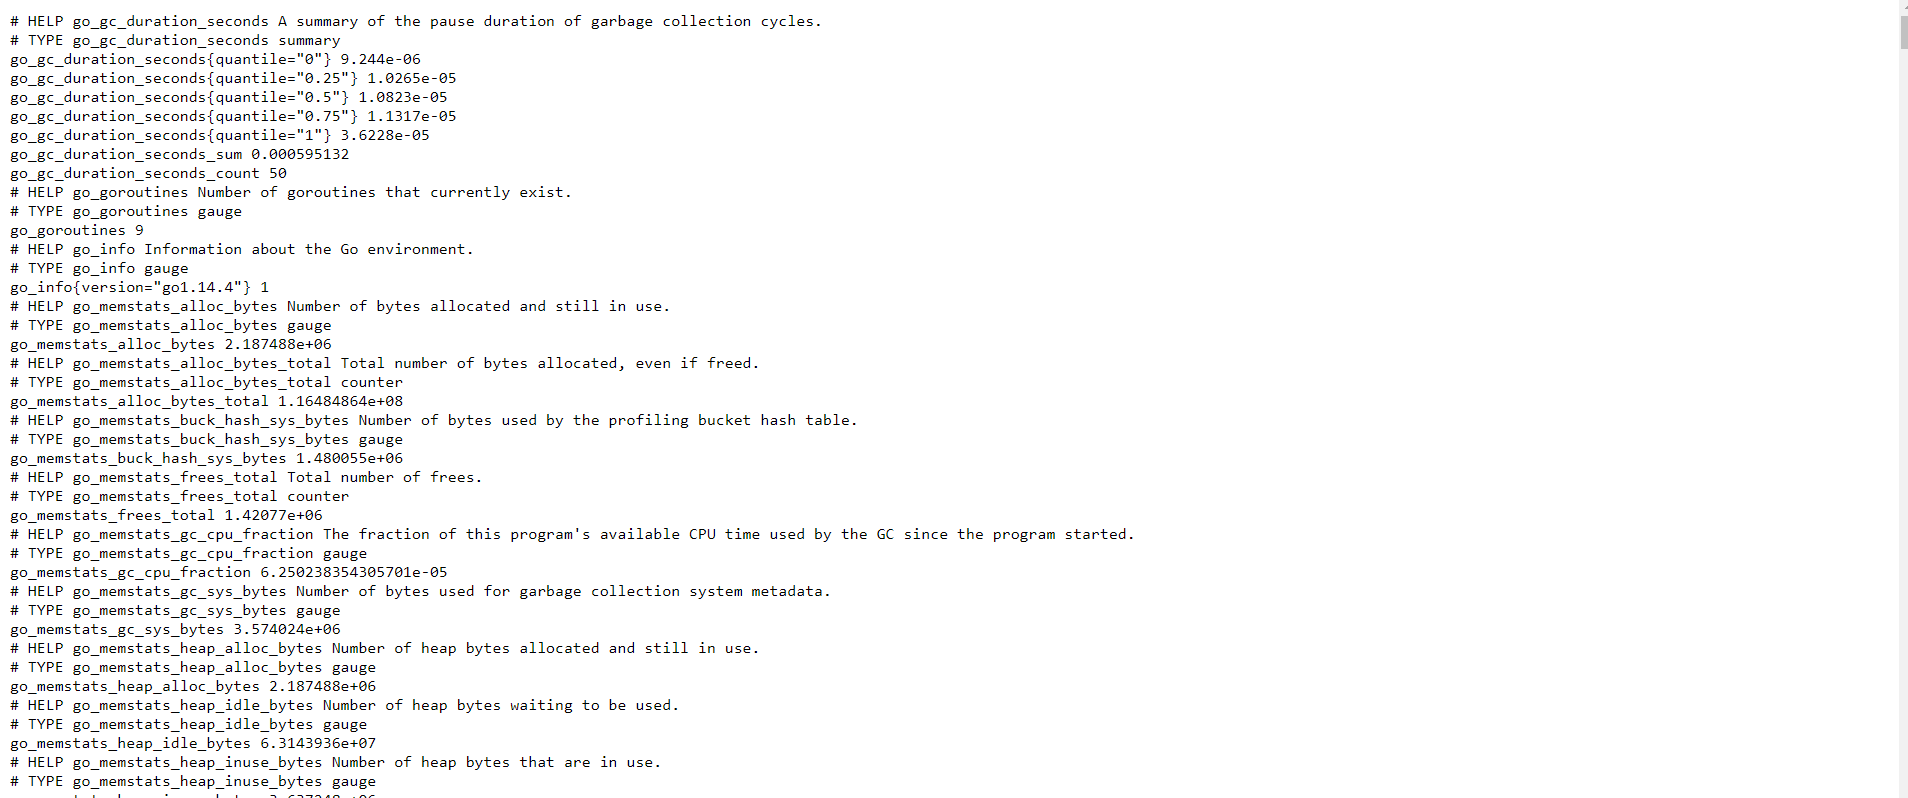 # HELP go_gc_duration_seconds A summary of the pause duration of garbage collection cycles.
# TYPE go_gc_duration_seconds summary
go_gc_duration_seconds{quantile="0"} 9.244e-06
go_gc_duration_seconds{quantile="0.25"} 1.0265e-05
go_gc_duration_seconds{quantile="0.5"} 1.0823e-05
go_gc_duration_seconds{quantile="0.75"} 1.1317e-05
go_gc_duration_seconds{quantile="1"} 3.6228e-05
go_gc_duration_seconds_sum 0.000595132
go_gc_duration_seconds_count 50
# HELP go_goroutines Number of goroutines that currently exist.
# TYPE go_goroutines gauge
go_goroutines 9
# HELP go_info Information about the Go environment.
# TYPE go_info gauge
go_info{version="go1.14.4"} 1
# HELP go_memstats_alloc_bytes Number of bytes allocated and still in use.
# TYPE go_memstats_alloc_bytes gauge
go_memstats_alloc_bytes 2.187488e+06
# HELP go_memstats_alloc_bytes_total Total number of bytes allocated, even if freed.
# TYPE go_memstats_alloc_bytes_total counter
go_memstats_alloc_bytes_total 1.16484864e+08
# HELP go_memstats_buck_hash_sys_bytes Number of bytes used by the profiling bucket hash table.
# TYPE go_memstats_buck_hash_sys_bytes gauge
go_memstats_buck_hash_sys_bytes 1.480055e+06
# HELP go_memstats_frees_total Total number of frees.
# TYPE go_memstats_frees_total counter
go_memstats_frees_total 1.42077e+06
# HELP go_memstats_gc_cpu_fraction The fraction of this program's available CPU time used by the GC since the program started.
# TYPE go_memstats_gc_cpu_fraction gauge
go_memstats_gc_cpu_fraction 6.250238354305701e-05
# HELP go_memstats_gc_sys_bytes Number of bytes used for garbage collection system metadata.
# TYPE go_memstats_gc_sys_bytes gauge
go_memstats_gc_sys_bytes 3.574024e+06
# HELP go_memstats_heap_alloc_bytes Number of heap bytes allocated and still in use.
# TYPE go_memstats_heap_alloc_bytes gauge
go_memstats_heap_alloc_bytes 2.187488e+06
# HELP go_memstats_heap_idle_bytes Number of heap bytes waiting to be used.
# TYPE go_memstats_heap_idle_bytes gauge
go_memstats_heap_idle_bytes 6.3143936e+07
# HELP go_memstats_heap_inuse_bytes Number of heap bytes that are in use.
# TYPE go_memstats_heap_inuse_bytes gauge